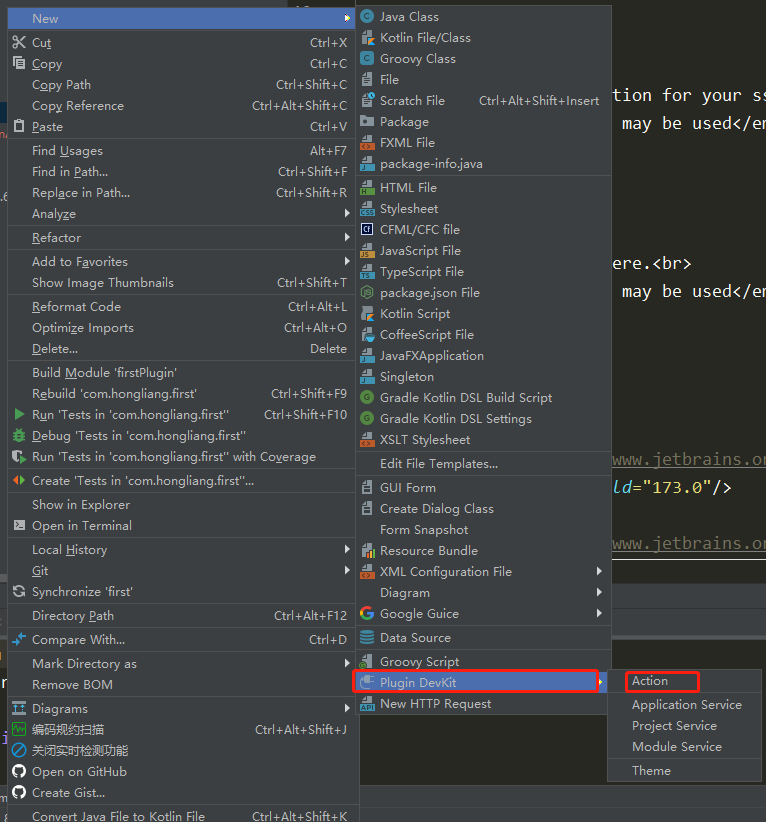 New
Cut Ctrl+X
Copy Ctrl+C
Copy Path Ctrl+Shift+C
Copy Reference Ctrl+Alt+Shift+C
Paste Ctrl+V
Find Usages Alt+F7
Find in Path... Ctrl+Shift+F
Replace in Path... Ctrl+Shift+R
Analyze
Refactor
Add to Favorites
Show Image Thumbnails Ctrl+Shift+T
Reformat Code Ctrl+Alt+L
Optimize Imports Ctrl+Alt+O
Delete... Delete
Build Module 'firstPlugin'
Rebuild 'com.hongliang.first' Ctrl+Shift+F9
Run 'Tests in 'com.hongliang.first'' Ctrl+Shift+F10
Debug 'Tests in 'com.hongliang.first''
Run 'Tests in 'com.hongliang.first'' with Coverage
Create 'Tests in 'com.hongliang.first''...
Show in Explorer
Open in Terminal
Local History
Git
Synchronize 'first'
Directory Path Ctrl+Alt+F12
Compare With... Ctrl+D
Mark Directory as
Remove BOM
Diagrams
编码规约扫描 Ctrl+Alt+Shift+J
关闭实时检测功能
Open on GitHub
Create Gist...
Convert Java File to Kotlin File Ctrl+Alt+Shift+K
Java Class
Kotlin File/Class
Groovy Class
File
Scratch File Ctrl+Alt+Shift+Insert
Package
FXML File
package-info.java
HTML File
Stylesheet
CFML/CFC file
JavaScript File
TypeScript File
package.json File
Kotlin Script
CoffeeScript File
JavaFXApplication
Singleton
Gradle Kotlin DSL Build Script
Gradle Kotlin DSL Settings
XSLT Stylesheet
Edit File Templates...
GUI Form
Create Dialog Class
Form Snapshot
Resource Bundle
XML Configuration File
Diagram
Google Guice
Data Source
Groovy Script
Plugin DevKit
New HTTP Request
Action
Application Service
Project Service
Module Service
Theme
tion for your ss
may be used</en
ere.<br>
may be used</en
www.jetbrains.or
ld="173.0"/>
www.jetbrains.or